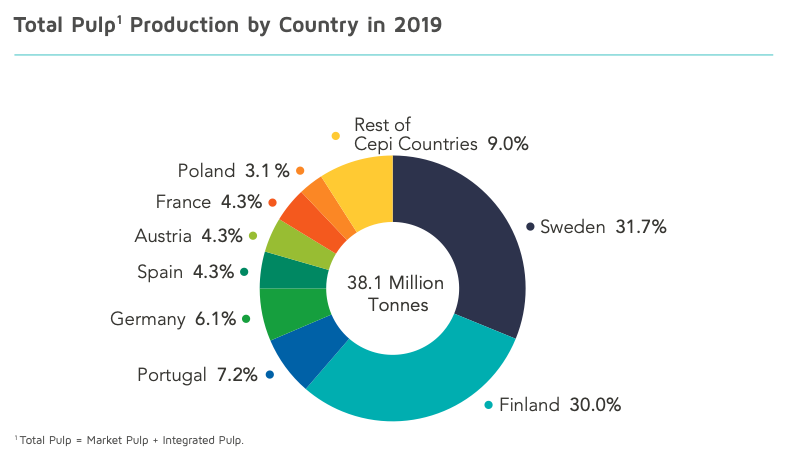 Total Pulp¹ Production by Country in 2019
Rest of
Cepi Countries 9.0%
Poland 3.1 %
France 4.3%
Austria 4.3%
Sweden 31.7%
Spain 4.3%
38.1 Million
Tonnes
Germany 6.1%
Portugal 7.2%
Finland 30.0%
¹Total Pulp = Market Pulp + Integrated Pulp.